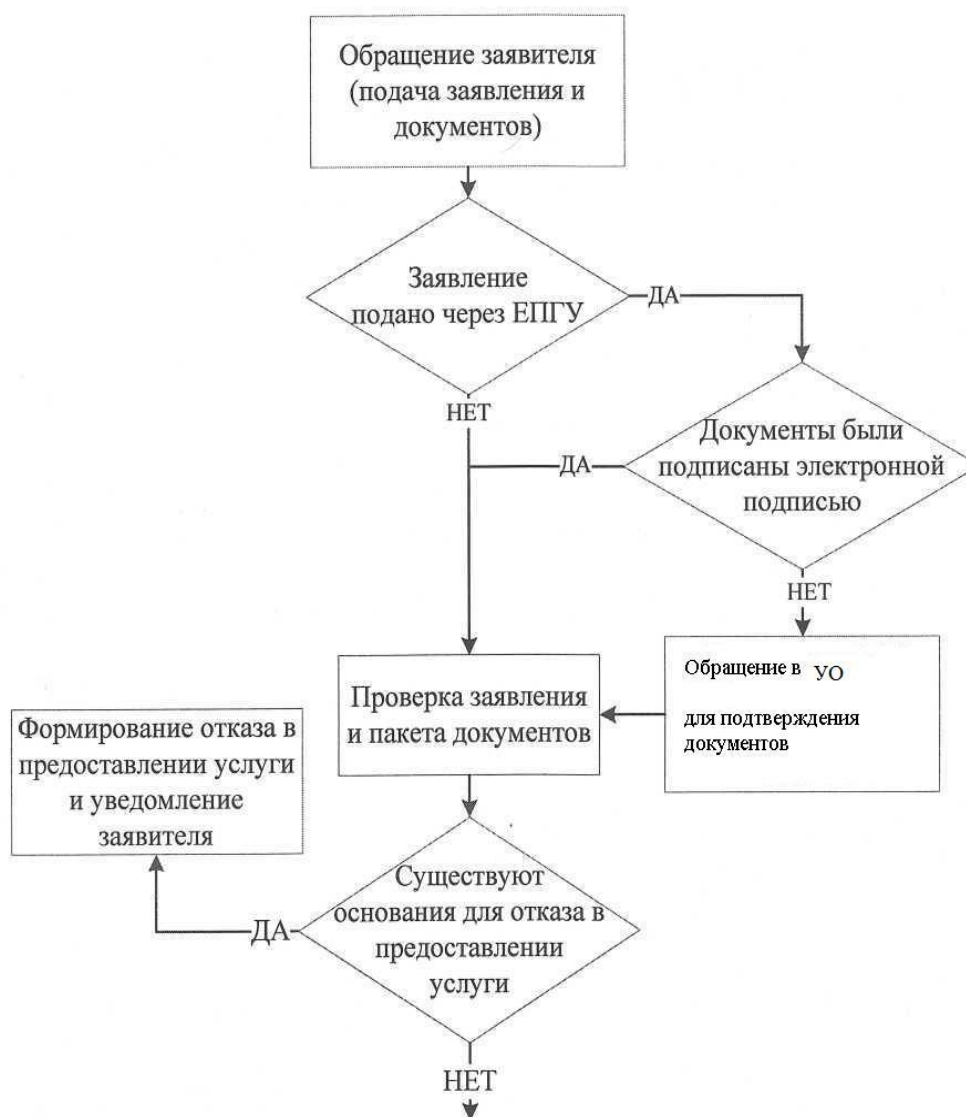 Обращение заявителя
(подача заявления и
документов)
Заявление
подано через ЕПГУ
ДА
НЕТ
Документы были
подписаны электронной
подписью
ДА
НЕТ
Обращение в УО
для подтверждения
документов
Проверка заявления
и пакета документов
Формирование отказа в
предоставлении услуги
и уведомление
заявителя
Существуют
основания для отказа в
предоставлении
услуги
ДА
НЕТ